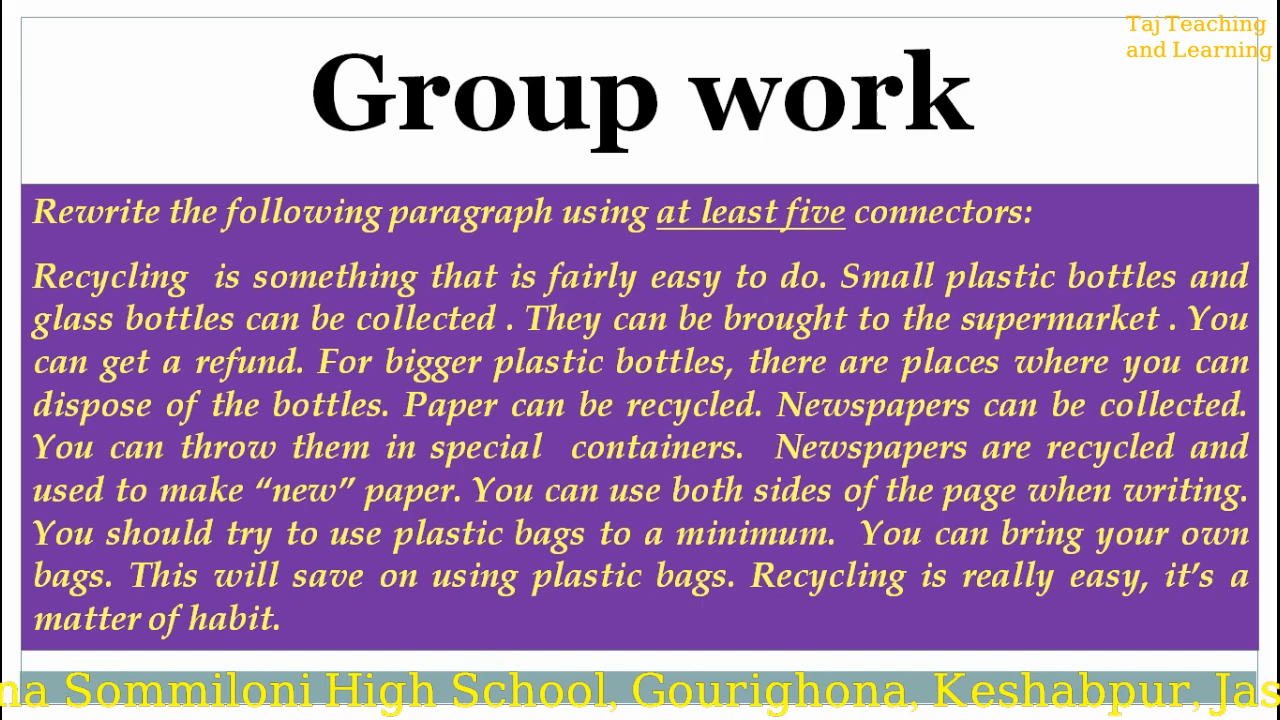 Taj Teaching
and Learning
Group work
Rewrite the following paragraph using at least five connectors:
Recycling is something that is fairly easy to do. Small plastic bottles and
glass bottles can be collected . They can be brought to the supermarket . You
can get a refund. For bigger plastic bottles, there are places where you can
dispose of the bottles. Paper can be recycled. Newspapers can be collected.
You can throw them in special containers. Newspapers are recycled and
used to make “new” paper. You can use both sides of the page when writing.
You should try to use plastic bags to a minimum. You can bring your own
bags. This will save on using plastic bags. Recycling is really easy, it’s a
matter of habit.
na Sommiloni High School, Gourighona, Keshabpur, Jas